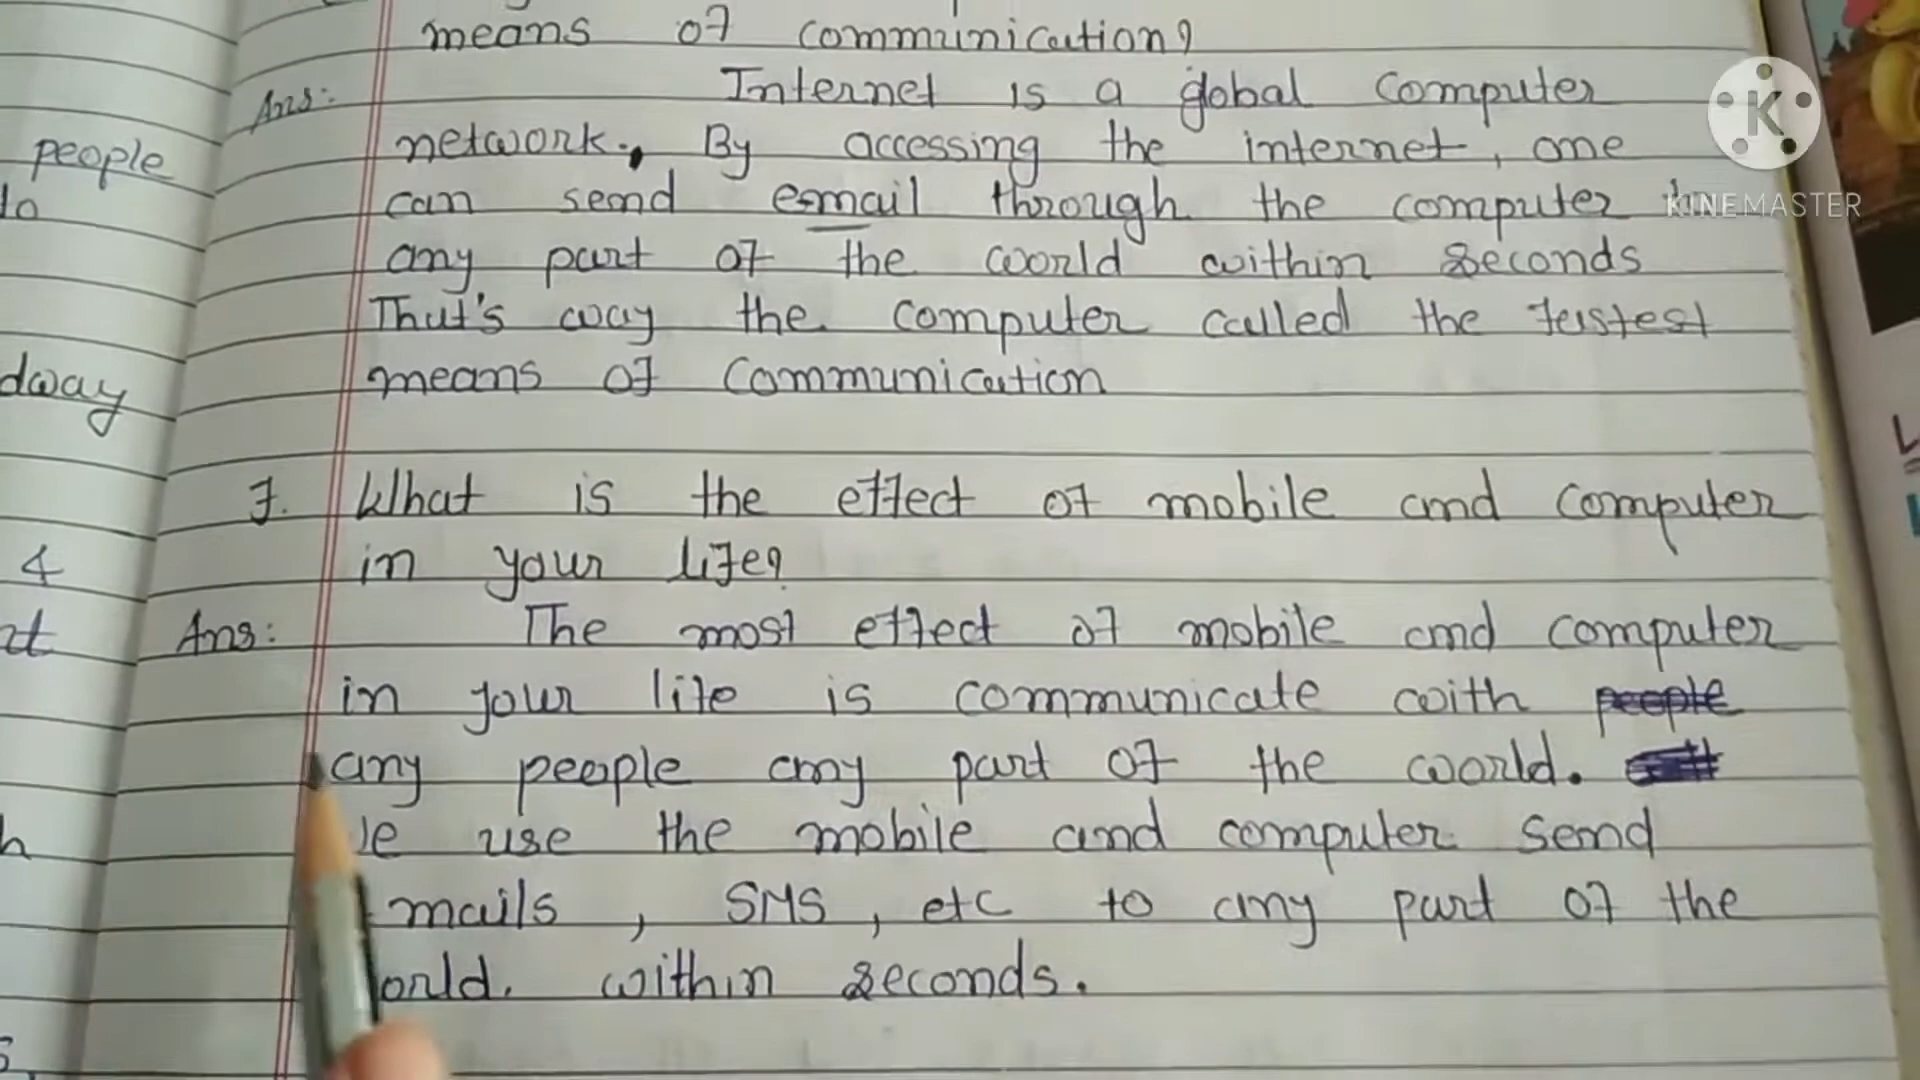 means of communication?
Ans: Internet is a global computer
network. By accessing the internet, one
can send email through the computer
any part of the world within seconds
That's way the computer called the fastest
means of communication
7. What is the effect of mobile and computer
in your life?
Ans: The most effect of mobile and computer
in your life is communicate with people
any people any part of the world.
use the mobile and computer send
mails, SMS, etc to any part of the
orld. within seconds.
people
to
dway
4
K
KINEMASTER